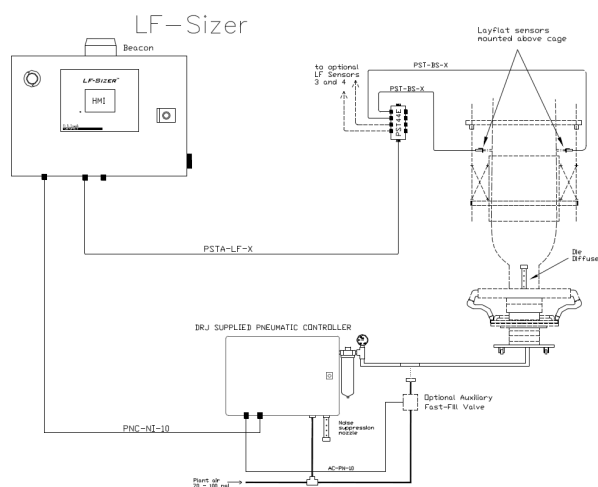 LF-Sizer
Beacon
LF-SIZER
HMI
Layflat sensors
mounted above cage
to optional
LF Sensors
3 and 4
PST-BS-X
PST-BS-X
PST44E
PSTA-LF-X
Die
Diffuse
DRJ SUPPLIED PNEUMATIC CONTROLLER
Optional Auxiliary
Fast-Fill Valve
Noise
suppression
nozzle
PNC-NI-10
AC-PN-10
Plant air